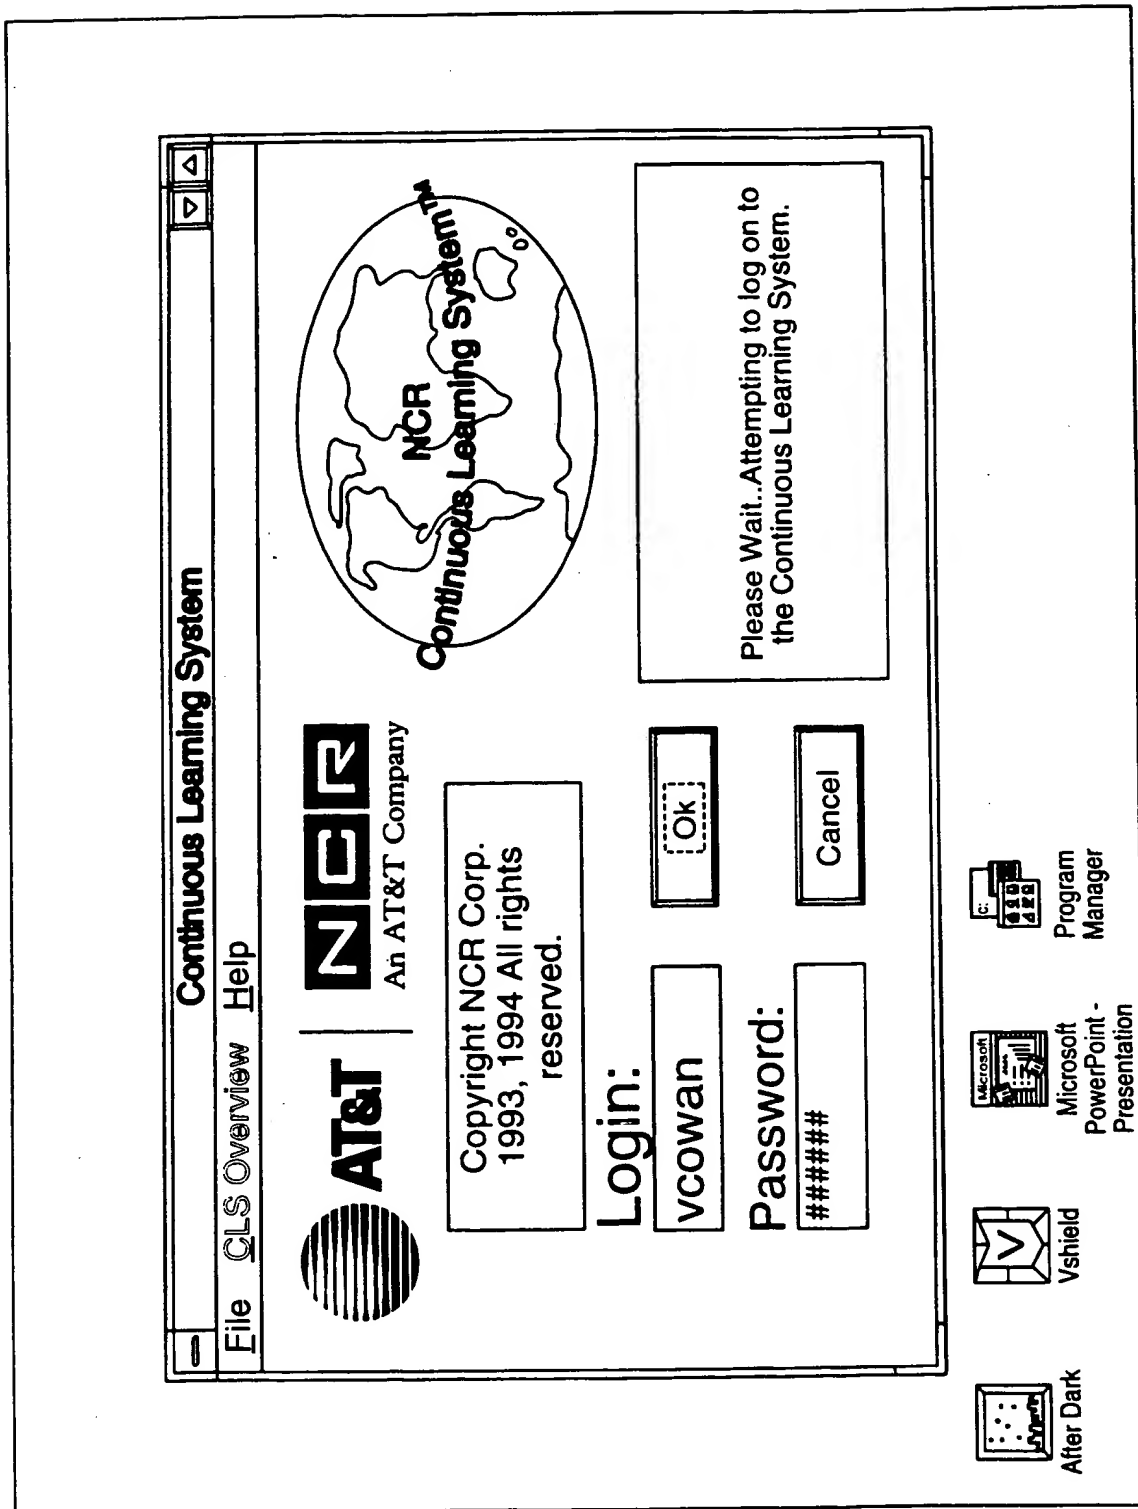 Continuous Learning System
File CLS Overview Help
AT&T
NCR
An AT&T Company
NCR
Continuous Learning System™
Copyright NCR Corp.
1993, 1994 All rights
reserved.
Login:
vcowan
Ok
Password:
######
Cancel
Please Wait..Attempting to log on to
the Continuous Learning System.
After Dark
V
Vshield
Microsoft
Microsoft
PowerPoint -
Presentation
C:
Program
Manager